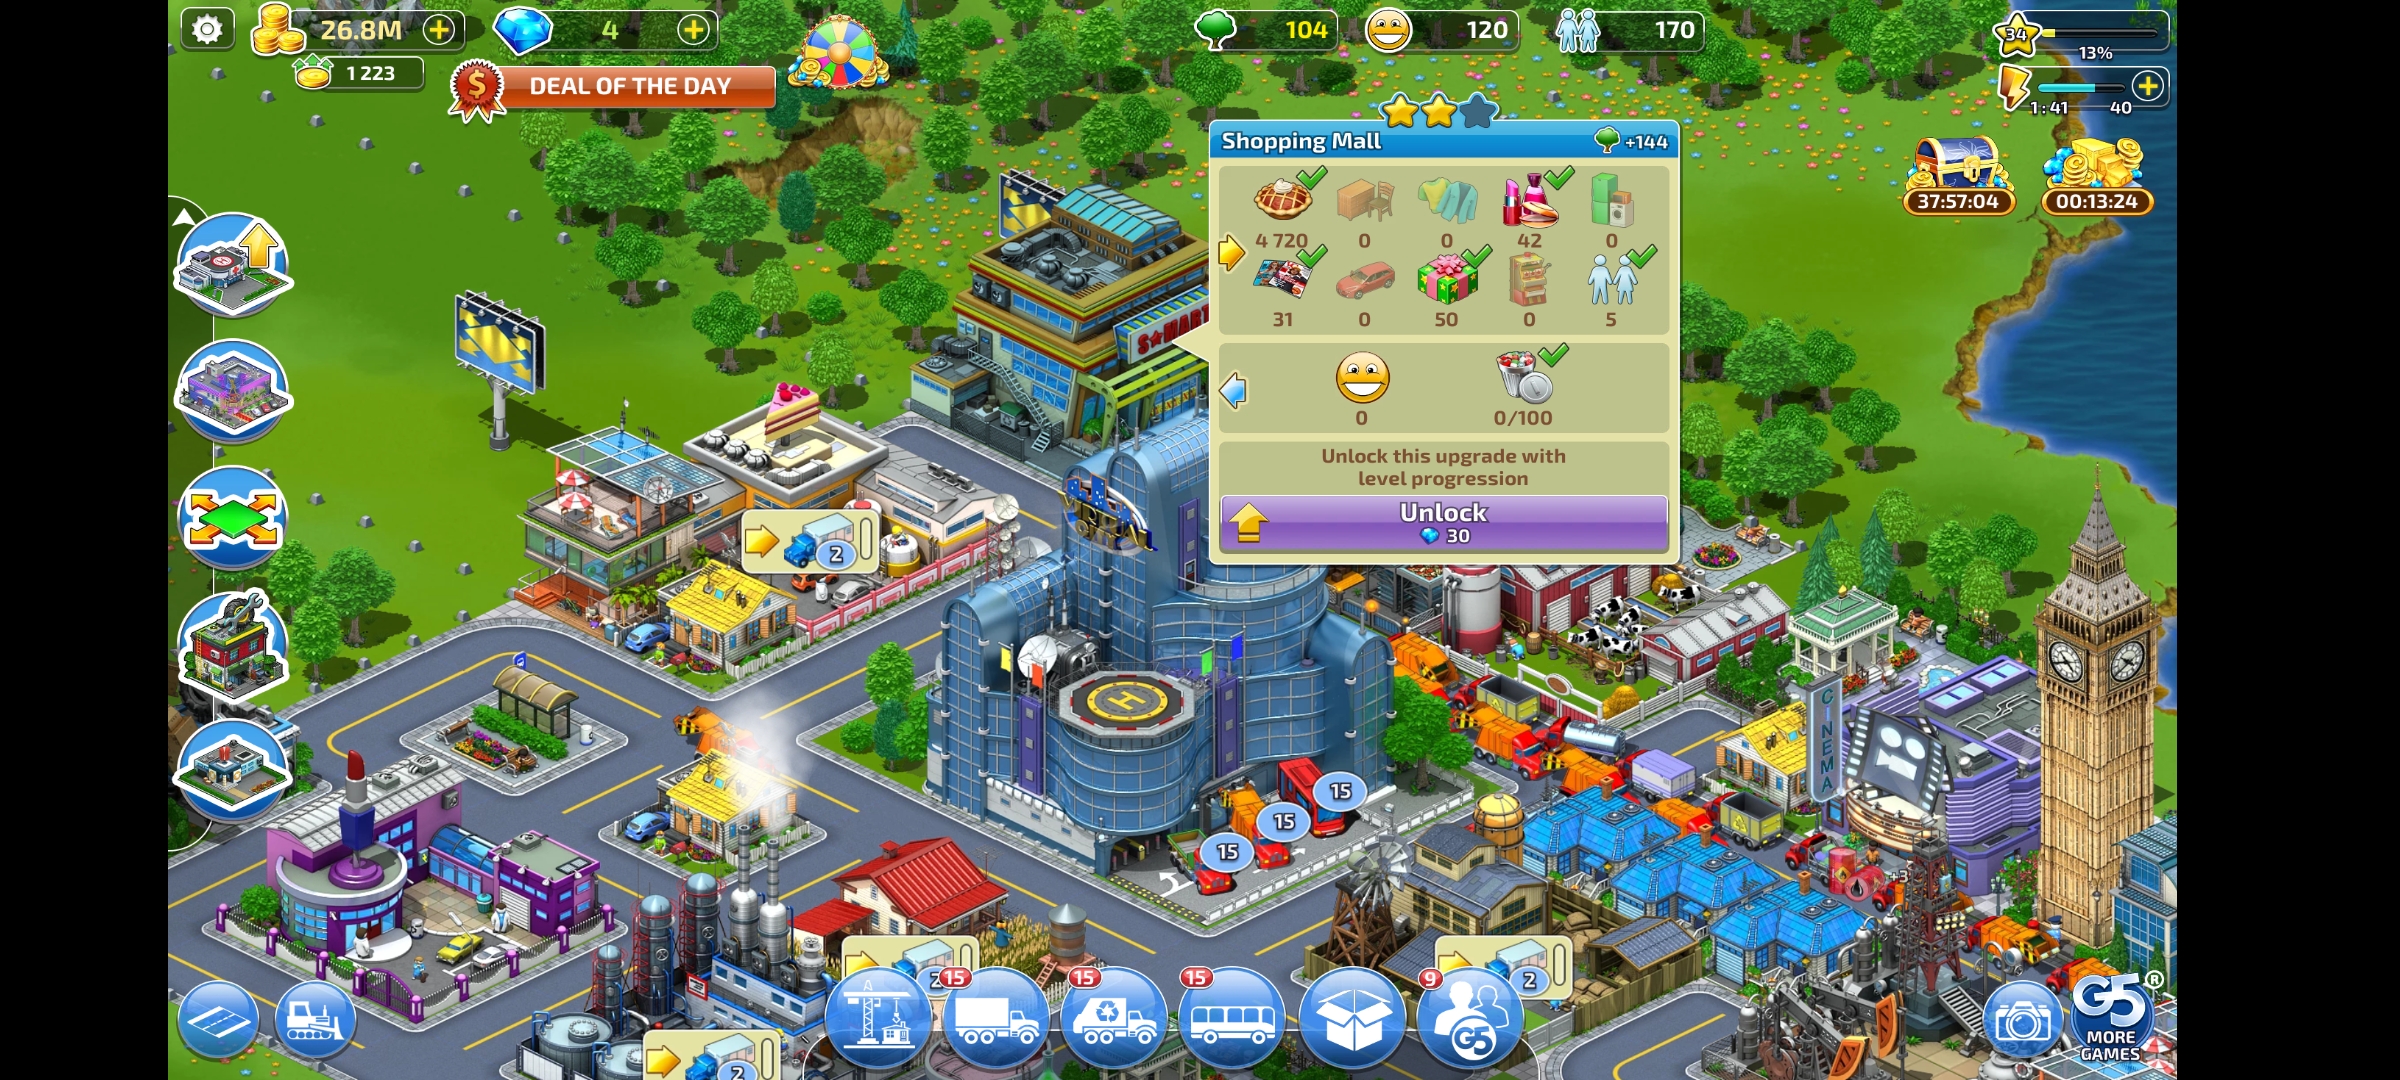 26.8M
4
104
120
170
34
13%
1 223
DEAL OF THE DAY
1:41
40
Shopping Mall
+144
37:57:04
00:13:24
4 720
0
0
42
0
31
0
50
0
5
0
0/100
Unlock this upgrade with
level progression
Unlock
30
S★MART
2
H
CINEMA
15
15
15
+3
2
2
15
15
15
9
G5
2
G5®
MORE
GAMES